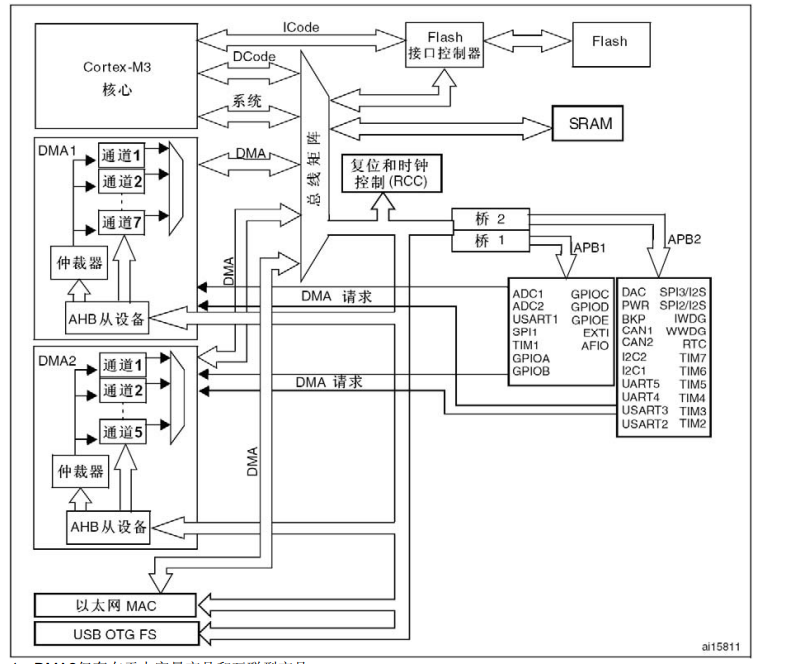 ICode
Cortex-M3
核心
DCode
系统
Flash
接口控制器
Flash
SRAM
DMA1
通道1
通道2
通道7
仲裁器
AHB从设备
DMA
总线矩阵
复位和时钟
控制(RCC)
桥 2
桥 1
APB1
APB2
DMA
DMA 请求
ADC1 GPIOC
ADC2 GPIOD
USART1 GPIOE
SPI1 EXTI
TIM1 AFIO
GPIOA
GPIOB
DAC SPI3/I2S
PWR SPI2/I2S
BKP IWDG
CAN1 WWDG
CAN2 RTC
I2C2 TIM7
I2C1 TIM6
UART5 TIM5
UART4 TIM4
USART3 TIM3
USART2 TIM2
DMA2
通道1
通道2
通道5
仲裁器
AHB从设备
DMA 请求
DMA
以太网 MAC
USB OTG FS
ai15811